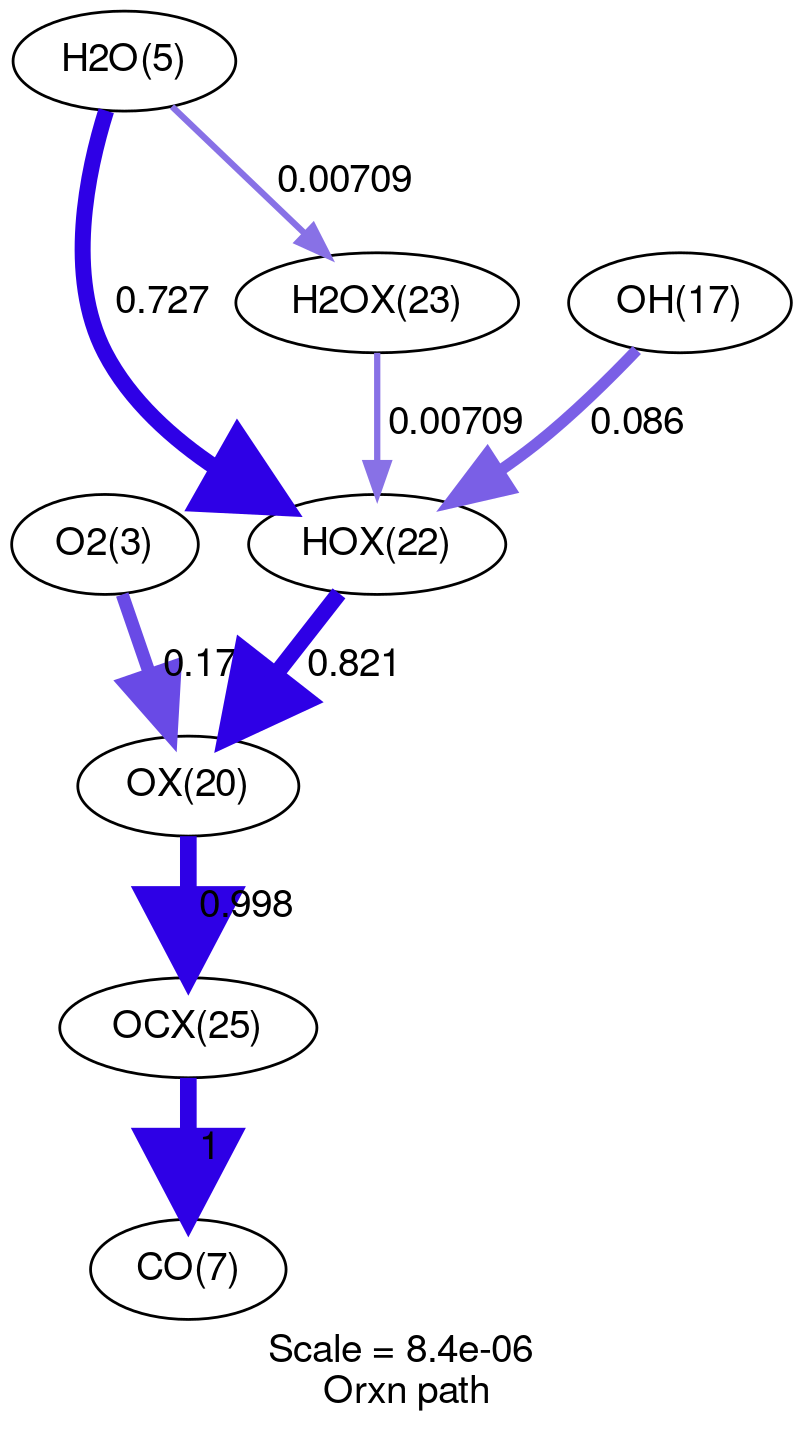 H2O(5)
0.00709
0.727
H2OX(23)
OH(17)
0.00709
0.086
O2(3)
HOX(22)
0.17
0.821
OX(20)
0.998
OCX(25)
1
CO(7)
Scale = 8.4e-06
Orxn path